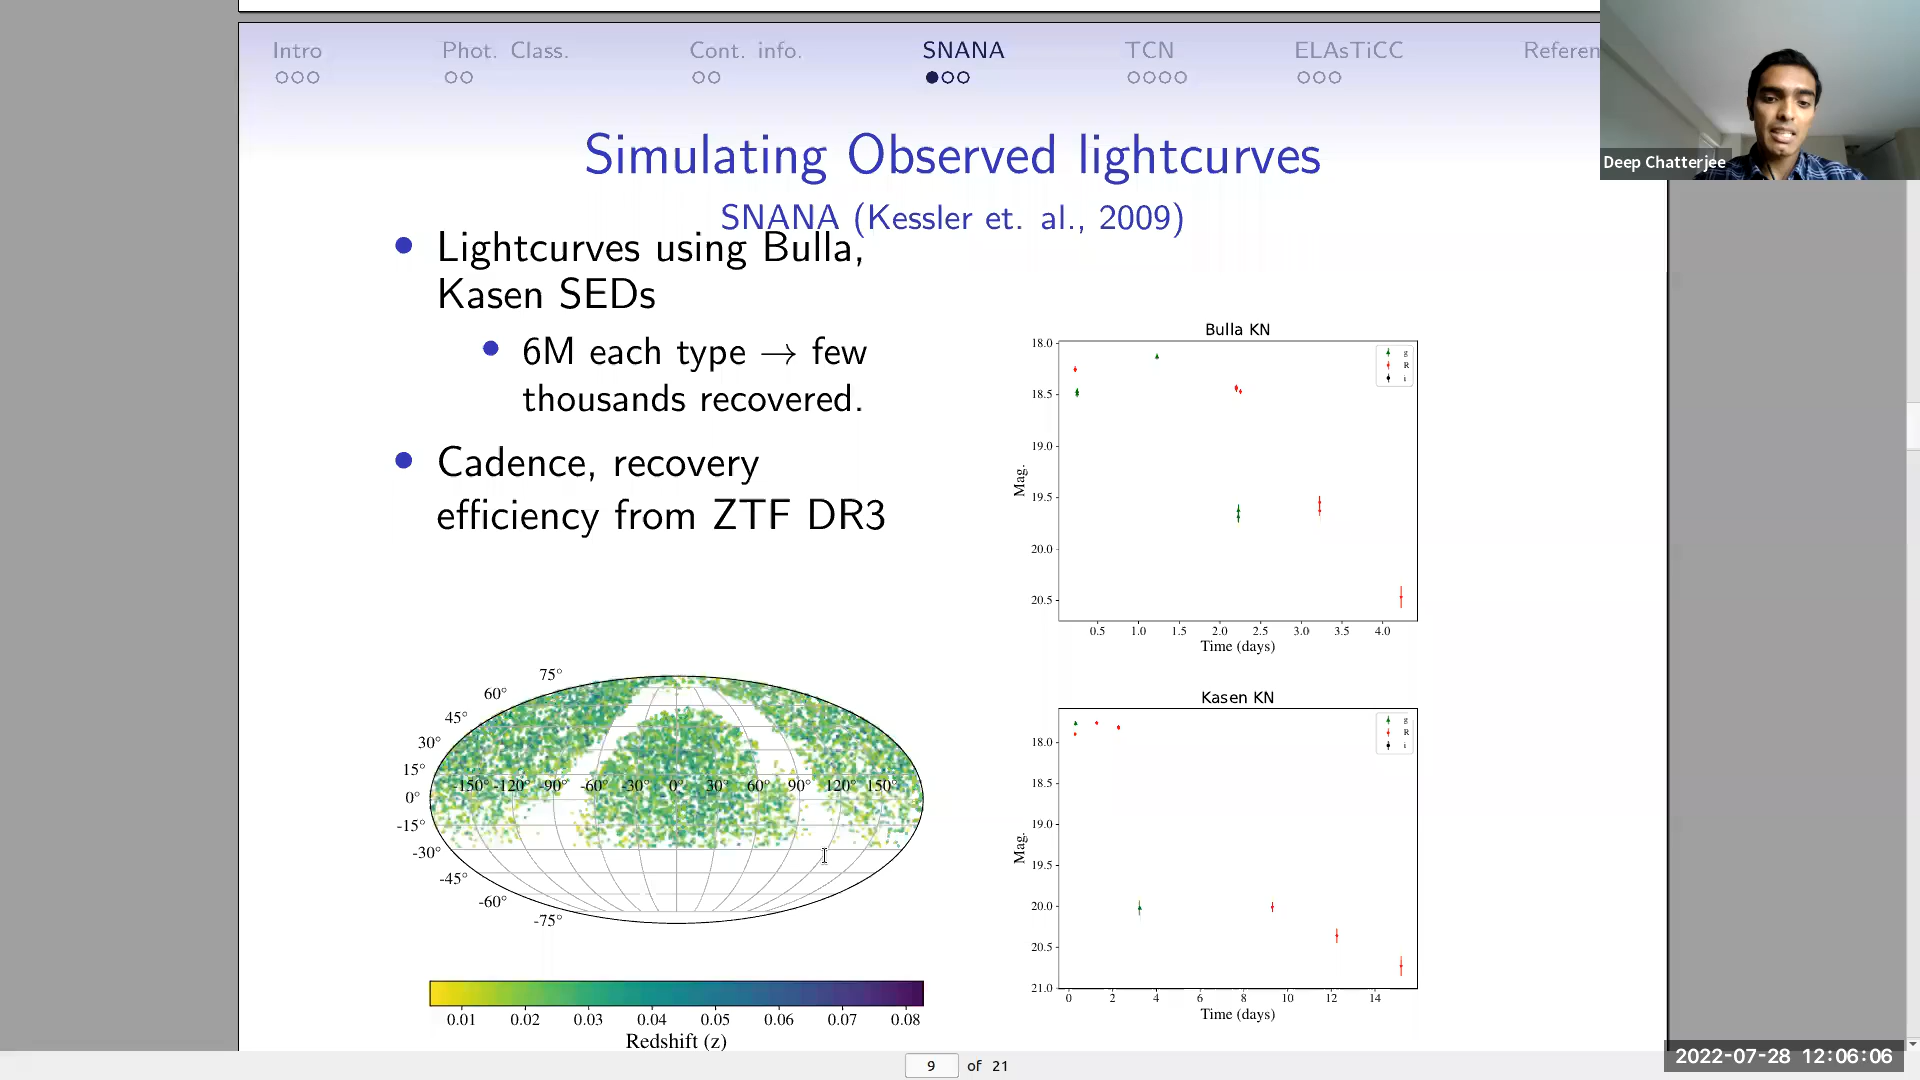 Intro Phot. Class. Cont. info. SNANA TCN ELAsTiCC Referen
Deep Chatterjee
Simulating Observed lightcurves
SNANA (Kessler et. al., 2009)
Lightcurves using Bulla,
Kasen SEDs
6M each type → few
thousands recovered.
Cadence, recovery
efficiency from ZTF DR3
Bulla KN
18.0
18.5
19.0
19.5
20.0
20.5
Mag.
g
R
i
0.5 1.0 1.5 2.0 2.5 3.0 3.5 4.0
Time (days)
75°
60°
45°
30°
15°
0°
-15°
-30°
-45°
-60°
-75°
-150° -120° -90° -60° -30° 0° 30° 60° 90° 120° 150°
0.01 0.02 0.03 0.04 0.05 0.06 0.07 0.08
Redshift (z)
Kasen KN
18.0
18.5
19.0
19.5
20.0
20.5
21.0
Mag.
g
R
i
0 2 4 6 8 10 12 14
Time (days)
9 of 21
2022-07-28 12:06:06